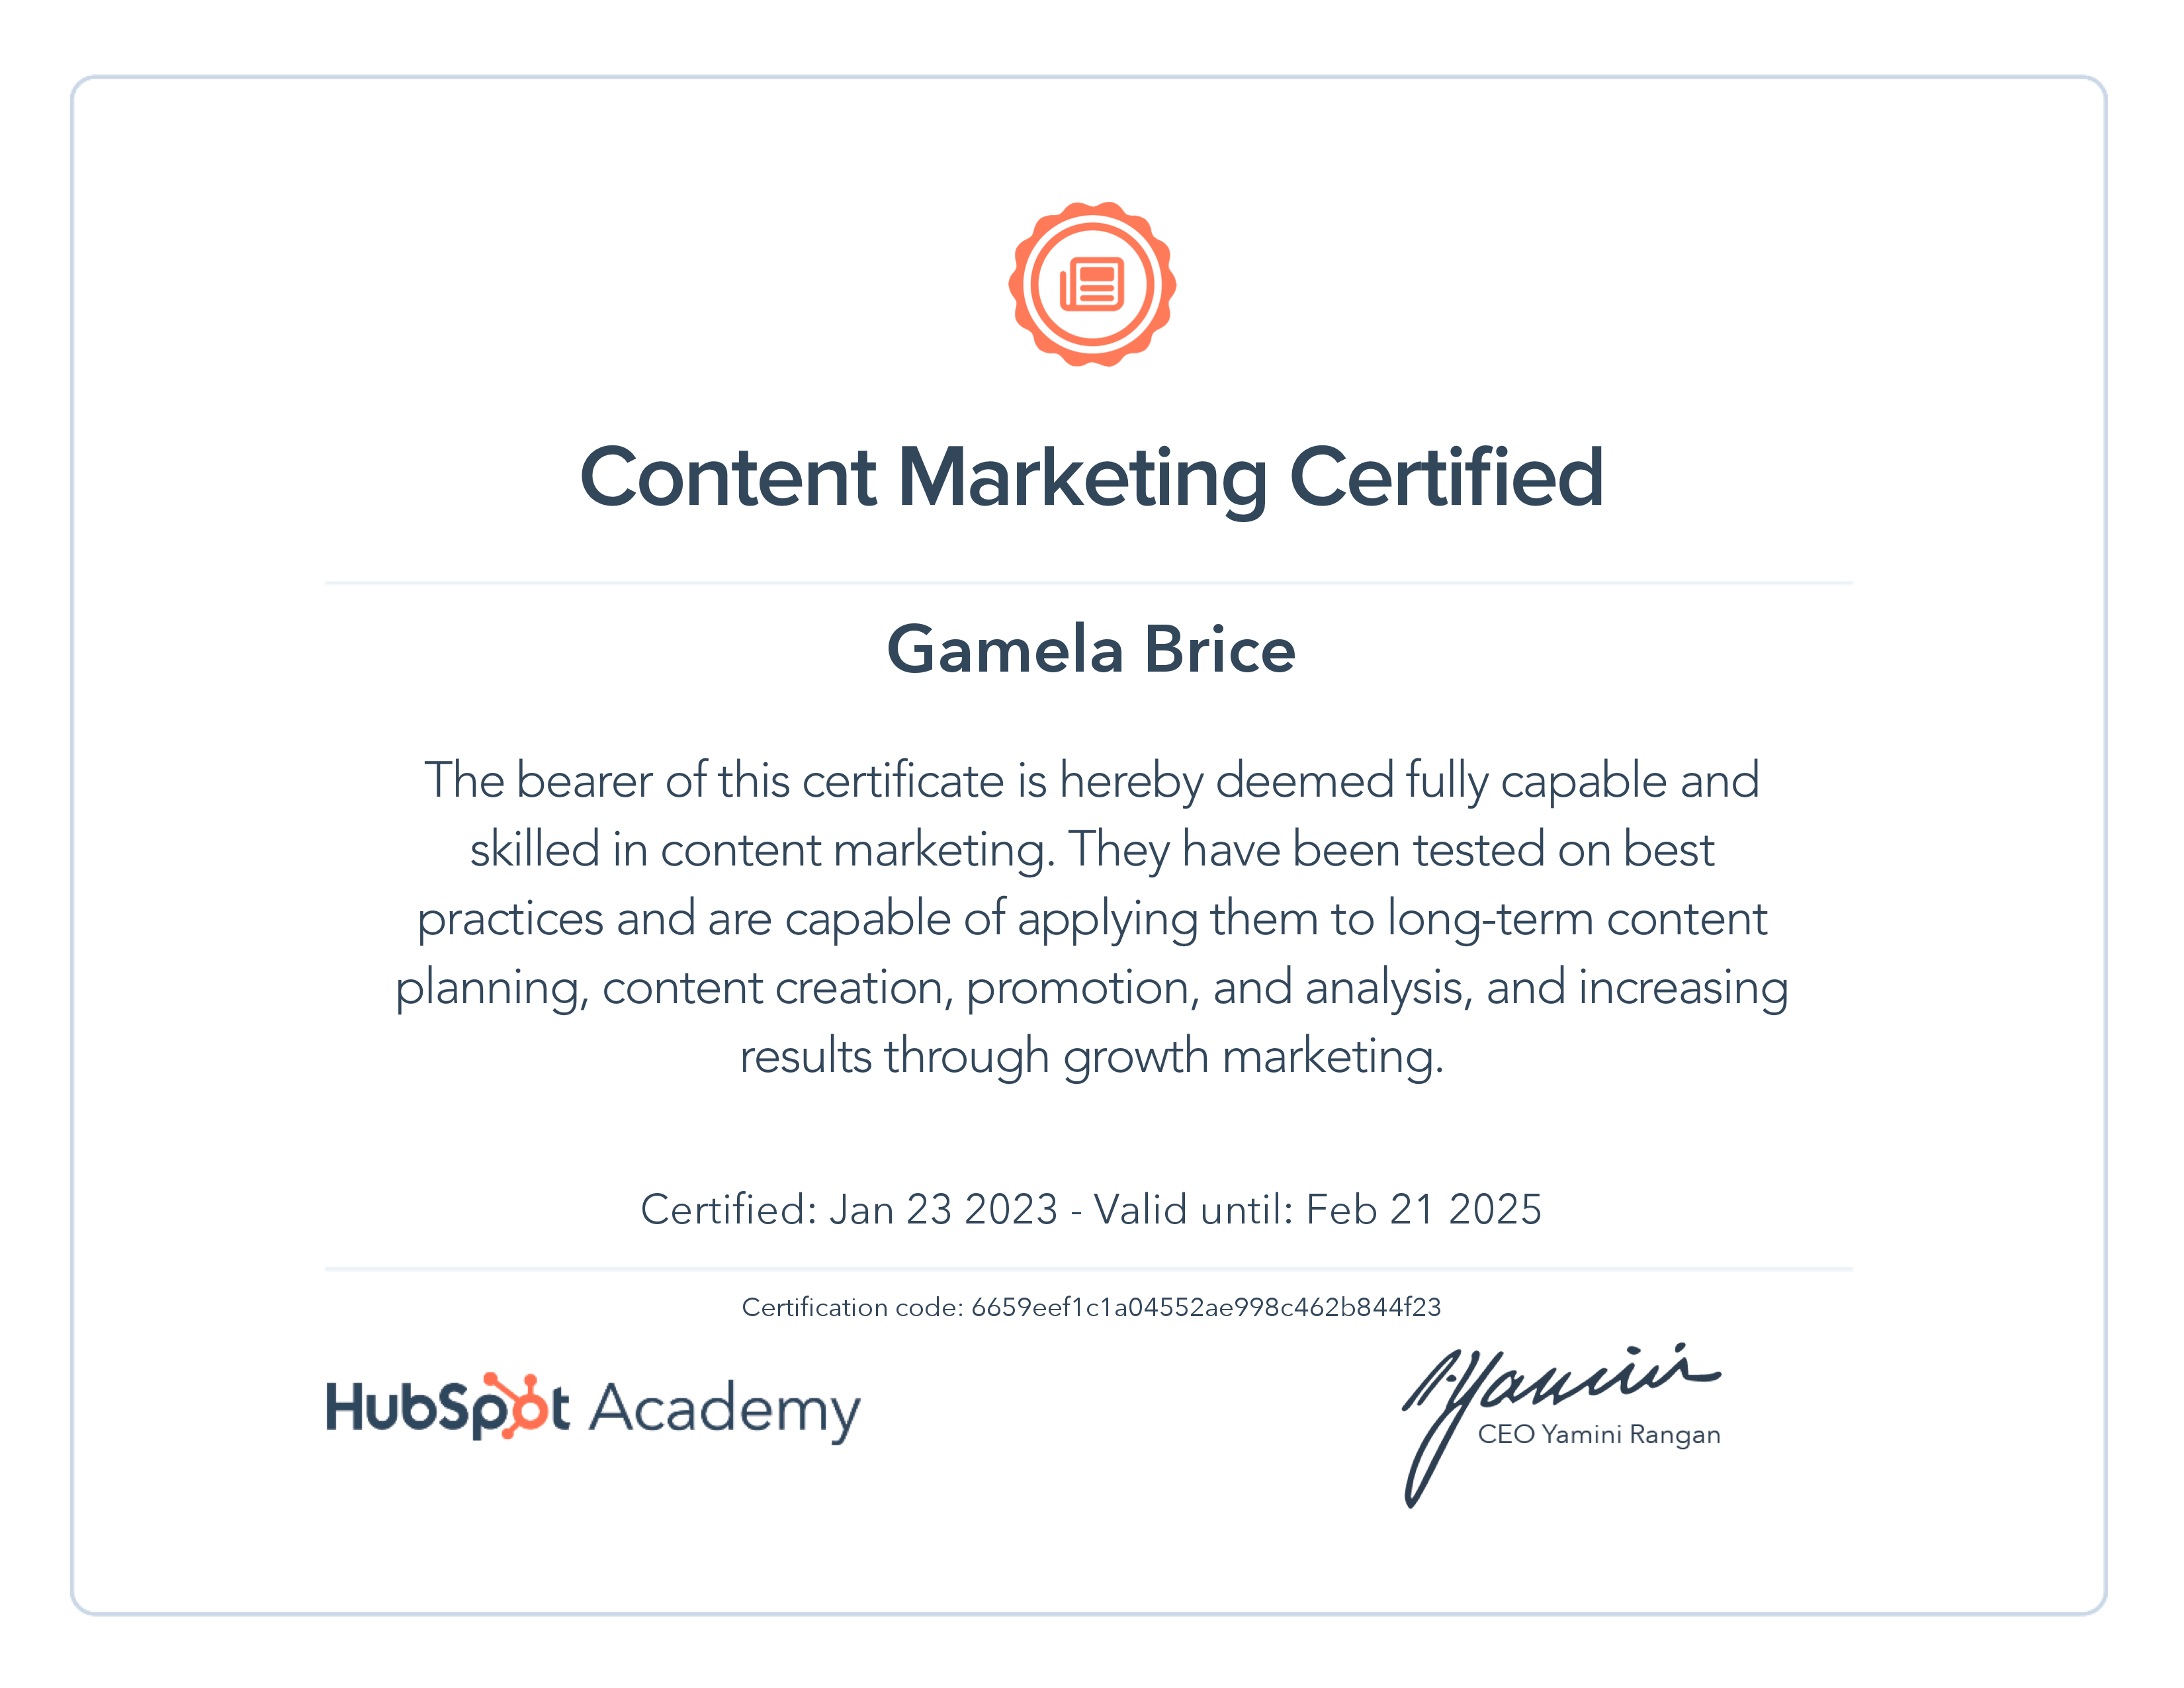 Content Marketing Certified
Gamela Brice
The bearer of this certificate is hereby deemed fully capable and
skilled in content marketing. They have been tested on best
practices and are capable of applying them to long-term content
planning, content creation, promotion, and analysis, and increasing
results through growth marketing.
Certified: Jan 23 2023 - Valid until: Feb 21 2025
Certification code: 6659eef1c1a04552ae998c462b844f23
HubSpot Academy
Yamini
CEO Yamini Rangan